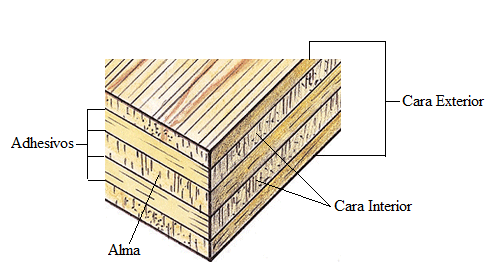 Cara Exterior
Adhesivos
Cara Interior
Alma